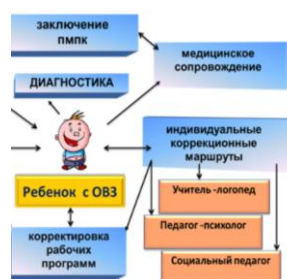 заключение
пмпк
медицинское
сопровождение
ДИАГНОСТИКА
индивидуальные
коррекционные
маршруты
Ребенок с ОВЗ
Учитель -логопед
Педагог -психолог
корректировка
рабочих
программ
Социальный педагог